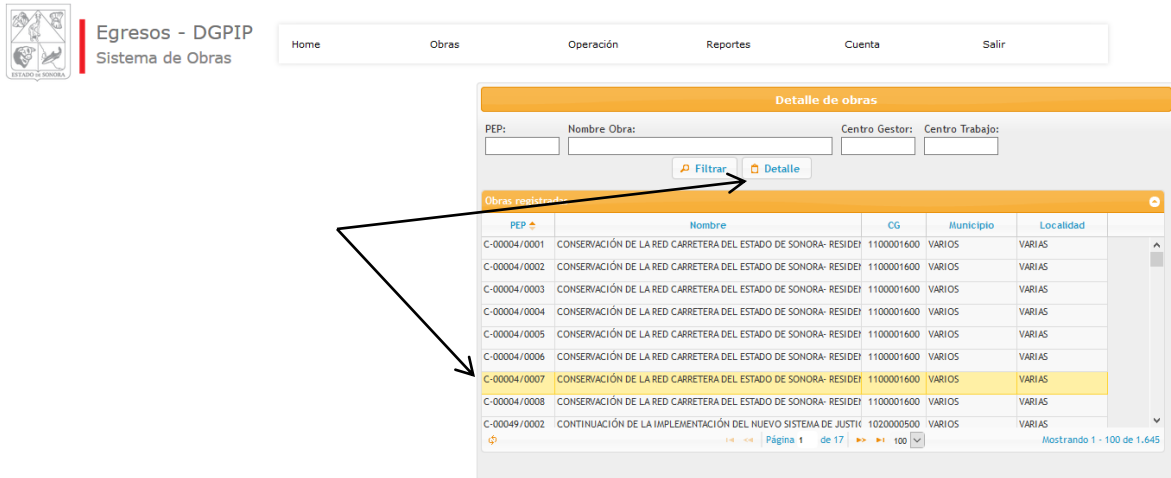 Egresos - DGPIP
Sistema de Obras
ESTADO DE SONORA
Home Obras Operación Reportes Cuenta Salir
Detalle de obras
PEP: Nombre Obra: Centro Gestor: Centro Trabajo:
Filtrar Detalle
Obras registradas
PEP Nombre CG Municipio Localidad
C-00004/0001 CONSERVACIÓN DE LA RED CARRETERA DEL ESTADO DE SONORA- RESIDEN 1100001600 VARIOS VARIAS
C-00004/0002 CONSERVACIÓN DE LA RED CARRETERA DEL ESTADO DE SONORA- RESIDEN 1100001600 VARIOS VARIAS
C-00004/0003 CONSERVACIÓN DE LA RED CARRETERA DEL ESTADO DE SONORA- RESIDEN 1100001600 VARIOS VARIAS
C-00004/0004 CONSERVACIÓN DE LA RED CARRETERA DEL ESTADO DE SONORA- RESIDEN 1100001600 VARIOS VARIAS
C-00004/0005 CONSERVACIÓN DE LA RED CARRETERA DEL ESTADO DE SONORA- RESIDEN 1100001600 VARIOS VARIAS
C-00004/0006 CONSERVACIÓN DE LA RED CARRETERA DEL ESTADO DE SONORA- RESIDEN 1100001600 VARIOS VARIAS
C-00004/0007 CONSERVACIÓN DE LA RED CARRETERA DEL ESTADO DE SONORA- RESIDEN 1100001600 VARIOS VARIAS
C-00004/0008 CONSERVACIÓN DE LA RED CARRETERA DEL ESTADO DE SONORA- RESIDEN 1100001600 VARIOS VARIAS
C-00049/0002 CONTINUACIÓN DE LA IMPLEMENTACIÓN DEL NUEVO SISTEMA DE JUSTIC 1020000500 VARIOS VARIAS
Página 1 de 17 100 Mostrando 1 - 100 de 1.645